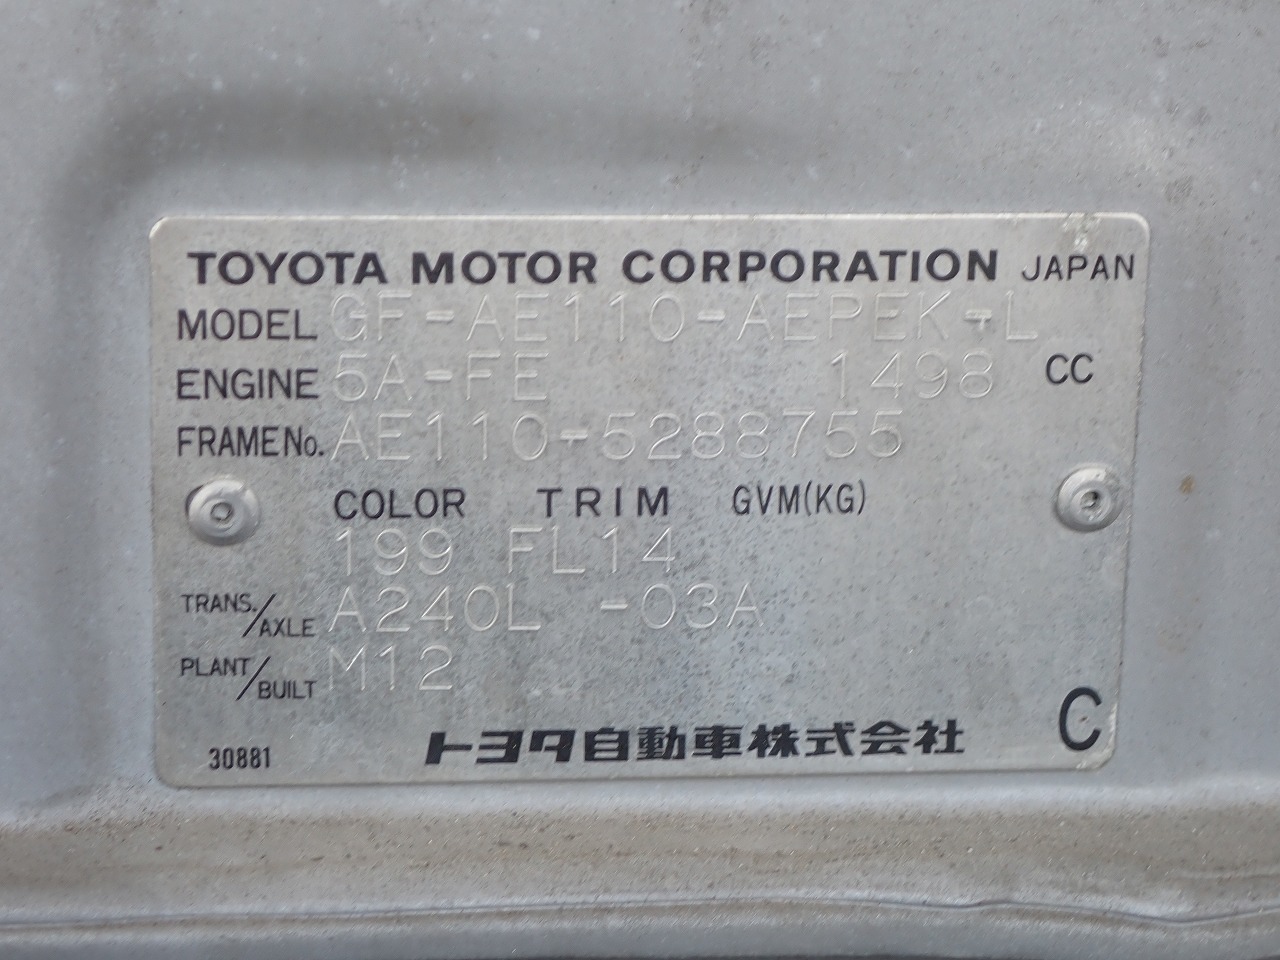 TOYOTA MOTOR CORPORATION JAPAN
MODEL GF-AE110-AEPEK-L
ENGINE 5A-FE 1498 CC
FRAME No. AE110-5288755
COLOR TRIM GVM(KG)
199 FL14
TRANS./AXLE A240L -03A
PLANT/BUILT M12
30881 トヨタ自動車株式会社 C